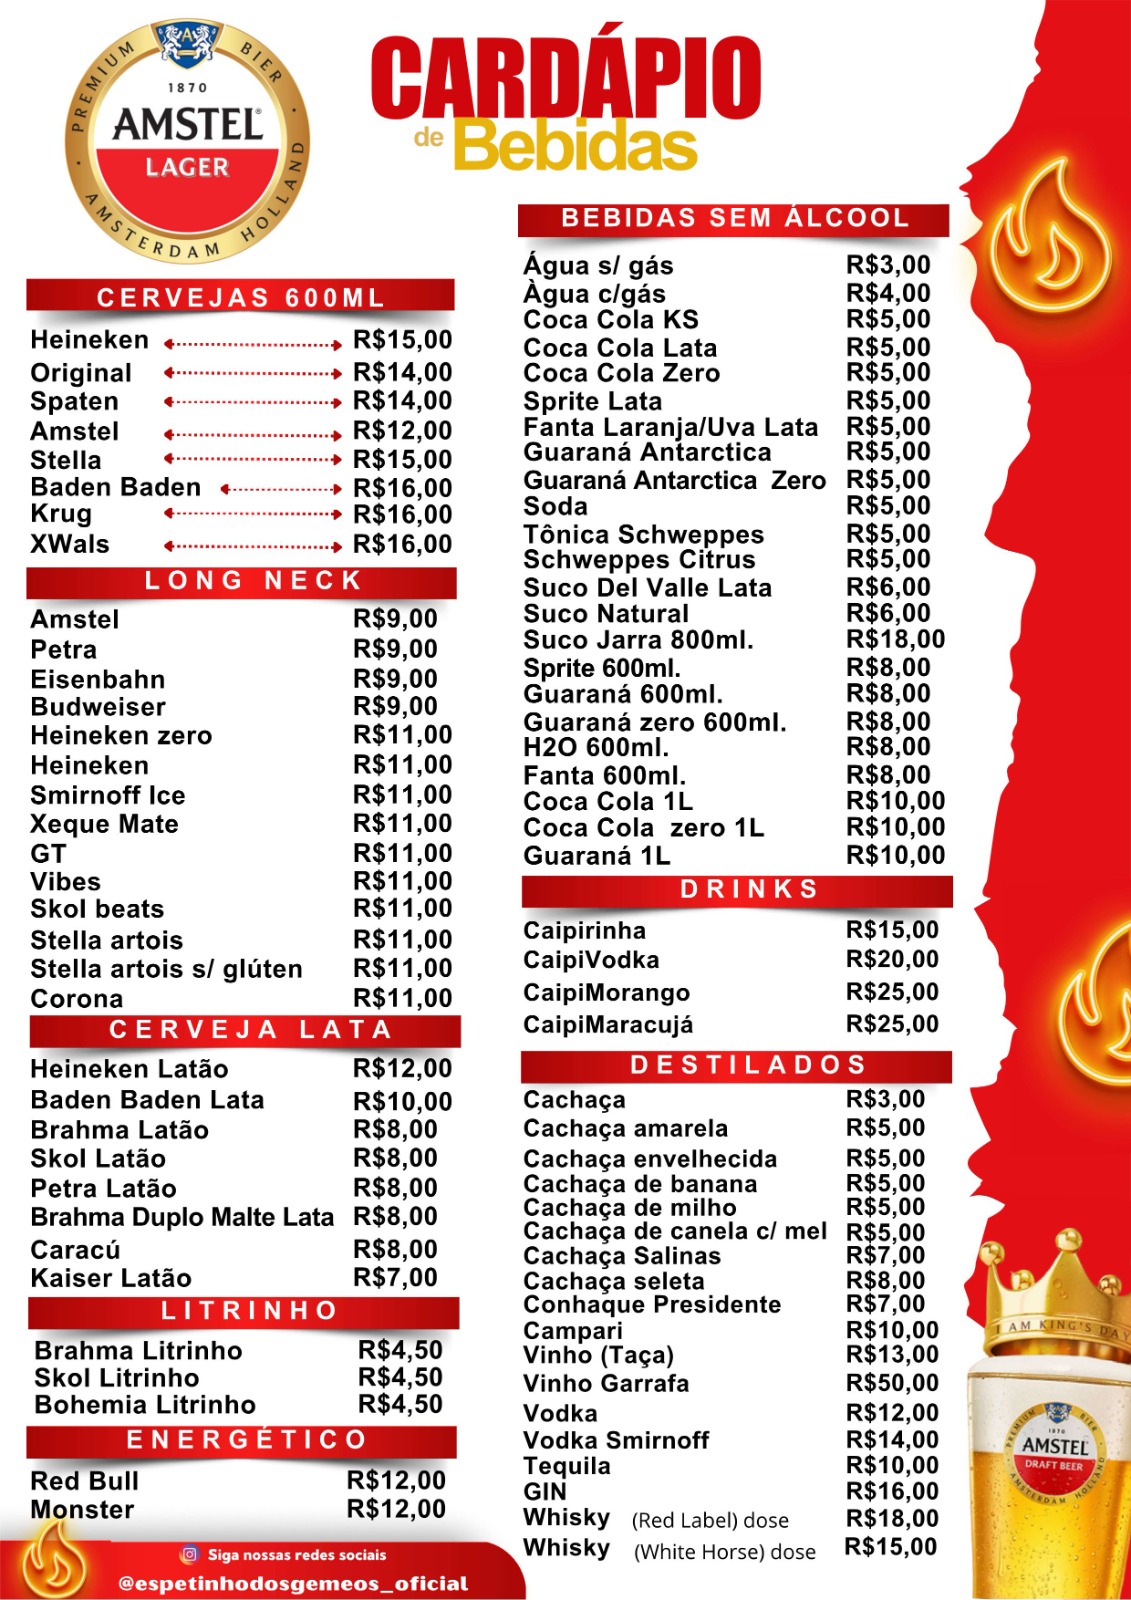 PREMIUM BIER
1870
AMSTEL®
LAGER
AMSTERDAM HOLLAND
CARDÁPIO
de Bebidas
CERVEJAS 600ML
Heineken R$15,00
Original R$14,00
Spaten R$14,00
Amstel R$12,00
Stella R$15,00
Baden Baden R$16,00
Krug R$16,00
XWals R$16,00
LONG NECK
Amstel R$9,00
Petra R$9,00
Eisenbahn R$9,00
Budweiser R$9,00
Heineken zero R$11,00
Heineken R$11,00
Smirnoff Ice R$11,00
Xeque Mate R$11,00
GT R$11,00
Vibes R$11,00
Skol beats R$11,00
Stella artois R$11,00
Stella artois s/ glúten R$11,00
Corona R$11,00
CERVEJA LATA
Heineken Latão R$12,00
Baden Baden Lata R$10,00
Brahma Latão R$8,00
Skol Latão R$8,00
Petra Latão R$8,00
Brahma Duplo Malte Lata R$8,00
Caracú R$8,00
Kaiser Latão R$7,00
LITRINHO
Brahma Litrinho R$4,50
Skol Litrinho R$4,50
Bohemia Litrinho R$4,50
ENERGÉTICO
Red Bull R$12,00
Monster R$12,00
Siga nossas redes sociais
@espetinhodosgemeos_oficial
BEBIDAS SEM ÁLCOOL
Água s/ gás R$3,00
Àgua c/gás R$4,00
Coca Cola KS R$5,00
Coca Cola Lata R$5,00
Coca Cola Zero R$5,00
Sprite Lata R$5,00
Fanta Laranja/Uva Lata R$5,00
Guaraná Antarctica R$5,00
Guaraná Antarctica Zero R$5,00
Soda R$5,00
Tônica Schweppes R$5,00
Schweppes Citrus R$5,00
Suco Del Valle Lata R$6,00
Suco Natural R$6,00
Suco Jarra 800ml. R$18,00
Sprite 600ml. R$8,00
Guaraná 600ml. R$8,00
Guaraná zero 600ml. R$8,00
H2O 600ml. R$8,00
Fanta 600ml. R$8,00
Coca Cola 1L R$10,00
Coca Cola zero 1L R$10,00
Guaraná 1L R$10,00
DRINKS
Caipirinha R$15,00
CaipiVodka R$20,00
CaipiMorango R$25,00
CaipiMaracujá R$25,00
DESTILADOS
Cachaça R$3,00
Cachaça amarela R$5,00
Cachaça envelhecida R$5,00
Cachaça de banana R$5,00
Cachaça de milho R$5,00
Cachaça de canela c/ mel R$5,00
Cachaça Salinas R$7,00
Cachaça seleta R$8,00
Conhaque Presidente R$7,00
Campari R$10,00
Vinho (Taça) R$13,00
Vinho Garrafa R$50,00
Vodka R$12,00
Vodka Smirnoff R$14,00
Tequila R$10,00
GIN R$16,00
Whisky (Red Label) dose R$18,00
Whisky (White Horse) dose R$15,00
I AM KING'S DAY
PREMIUM BIER
1870
AMSTEL
DRAFT BEER
AMSTERDAM HOLLAND